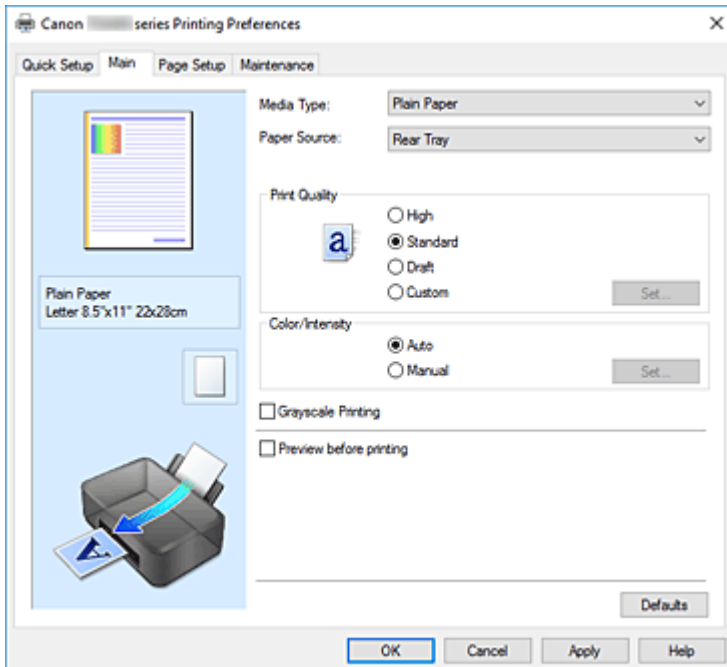 Canon series Printing Preferences
Quick Setup Main Page Setup Maintenance
Media Type: Plain Paper
Paper Source: Rear Tray
Print Quality
High
a
Standard
Draft
Custom Set...
Plain Paper
Letter 8.5"x11" 22x28cm
Color/Intensity
Auto
Manual Set...
Grayscale Printing
Preview before printing
A
Defaults
OK Cancel Apply Help